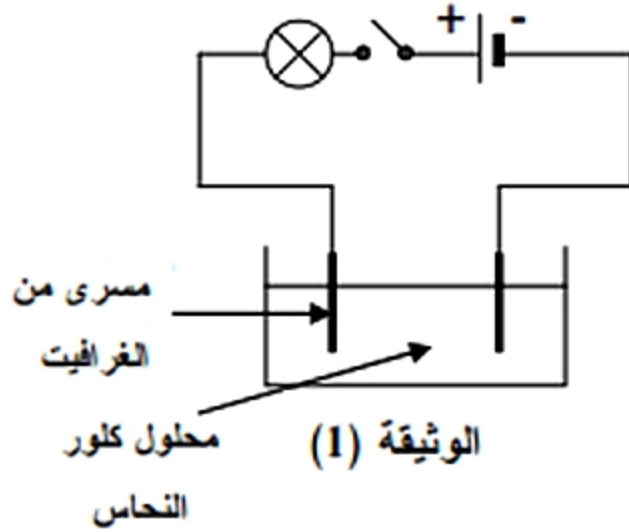 + -
مسرى من
الغرافيت
محلول كلور
النحاس
الوثيقة (1)